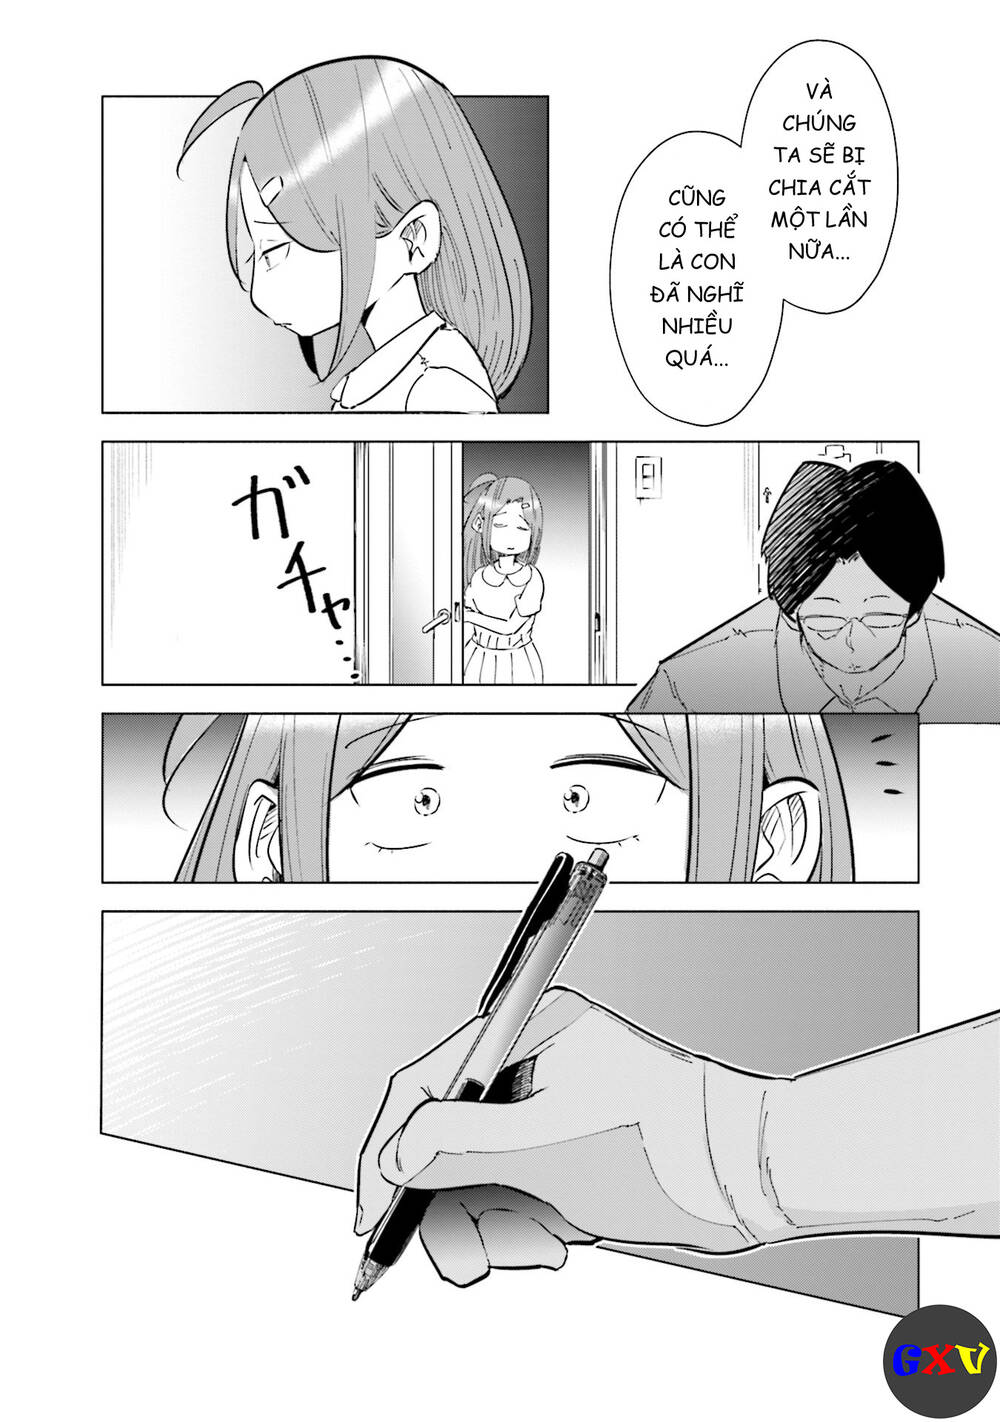 VÀ
CHÚNG
TA SẼ BỊ
CHIA CẮT
MỘT LẦN
NỮA...
CŨNG
CÓ THỂ
LÀ CON
ĐÃ NGHĨ
NHIỀU
QUÁ...
ガチャ...
GXV